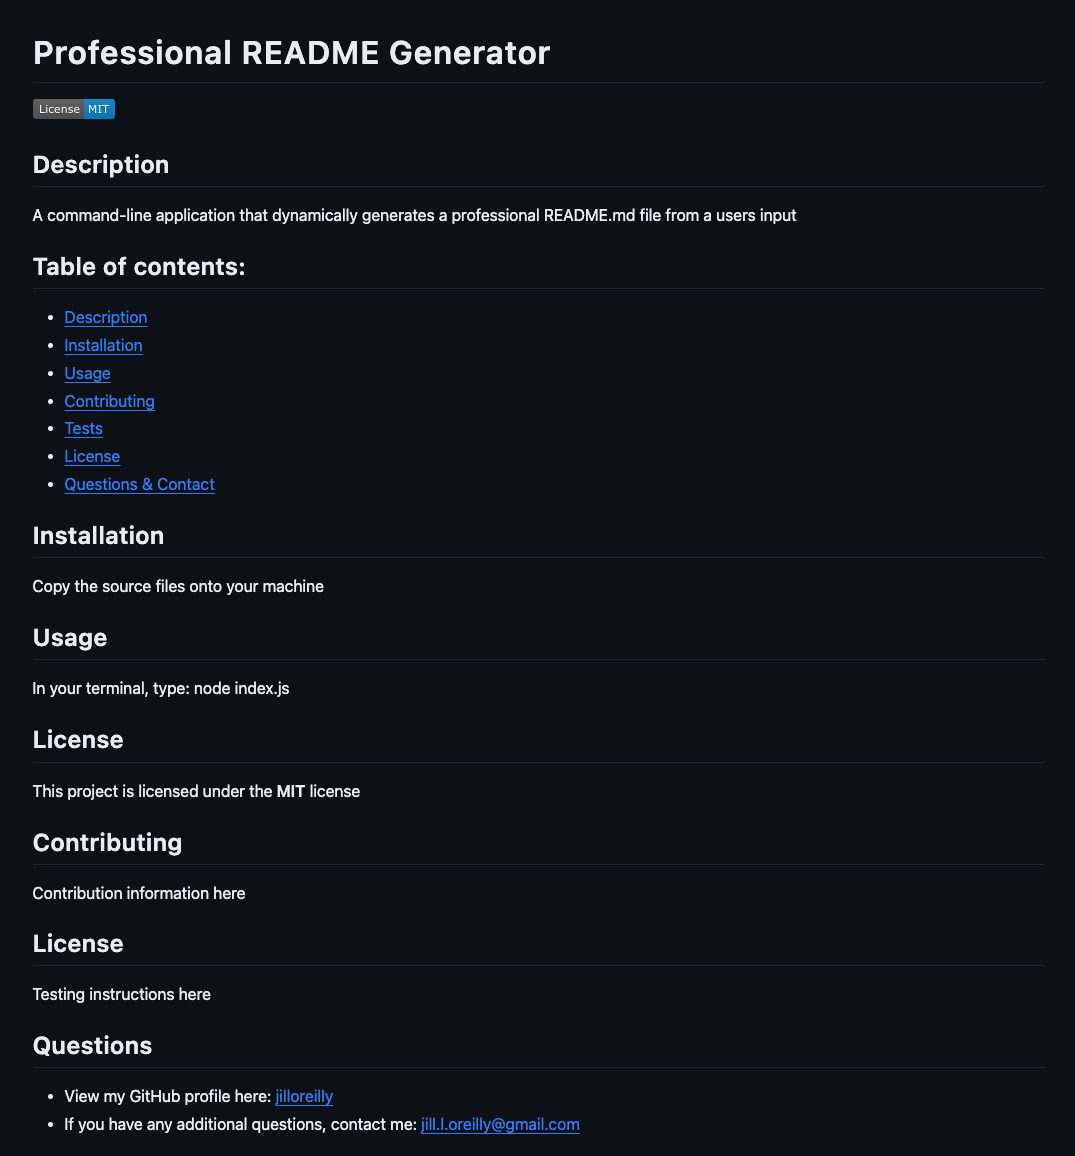 Professional README Generator
License MIT
Description
A command-line application that dynamically generates a professional README.md file from a users input
Table of contents:
Description
Installation
Usage
Contributing
Tests
License
Questions & Contact
Installation
Copy the source files onto your machine
Usage
In your terminal, type: node index.js
License
This project is licensed under the MIT license
Contributing
Contribution information here
License
Testing instructions here
Questions
View my GitHub profile here: jilloreilly
If you have any additional questions, contact me: jill.l.oreilly@gmail.com